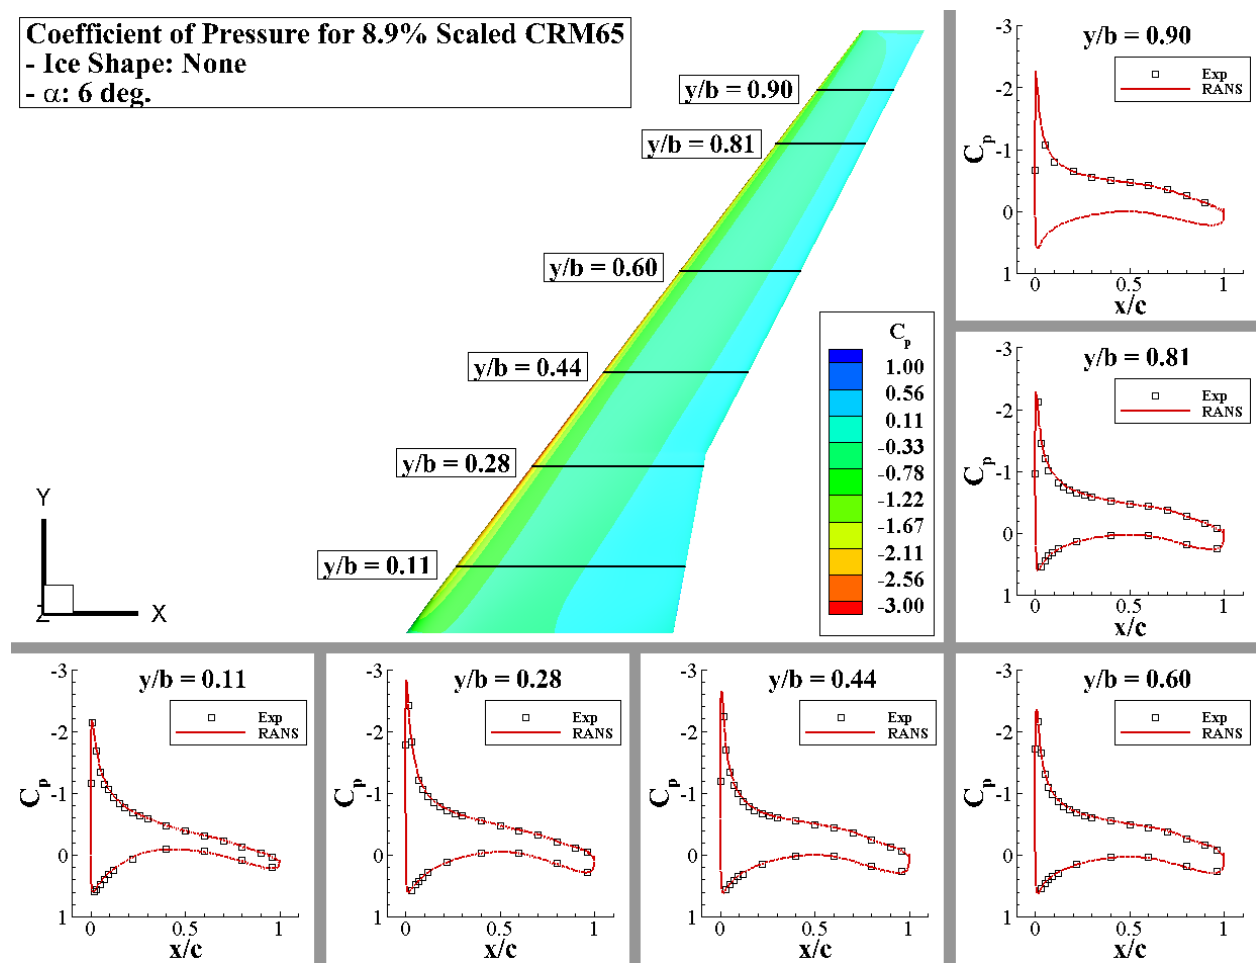 Coefficient of Pressure for 8.9% Scaled CRM65
- Ice Shape: None
- α: 6 deg.
y/b = 0.90
y/b = 0.81
y/b = 0.60
y/b = 0.44
y/b = 0.28
y/b = 0.11
Y
Z
X
Cp
1.00
0.56
0.11
-0.33
-0.78
-1.22
-1.67
-2.11
-2.56
-3.00
y/b = 0.90
Exp
RANS
-3
-2
-1
0
1
Cp
0
0.5
1
x/c
y/b = 0.81
Exp
RANS
-3
-2
-1
0
1
Cp
0
0.5
1
x/c
y/b = 0.11
Exp
RANS
-3
-2
-1
0
1
Cp
0
0.5
1
x/c
y/b = 0.28
Exp
RANS
-3
-2
-1
0
1
Cp
0
0.5
1
x/c
y/b = 0.44
Exp
RANS
-3
-2
-1
0
1
Cp
0
0.5
1
x/c
y/b = 0.60
Exp
RANS
-3
-2
-1
0
1
Cp
0
0.5
1
x/c